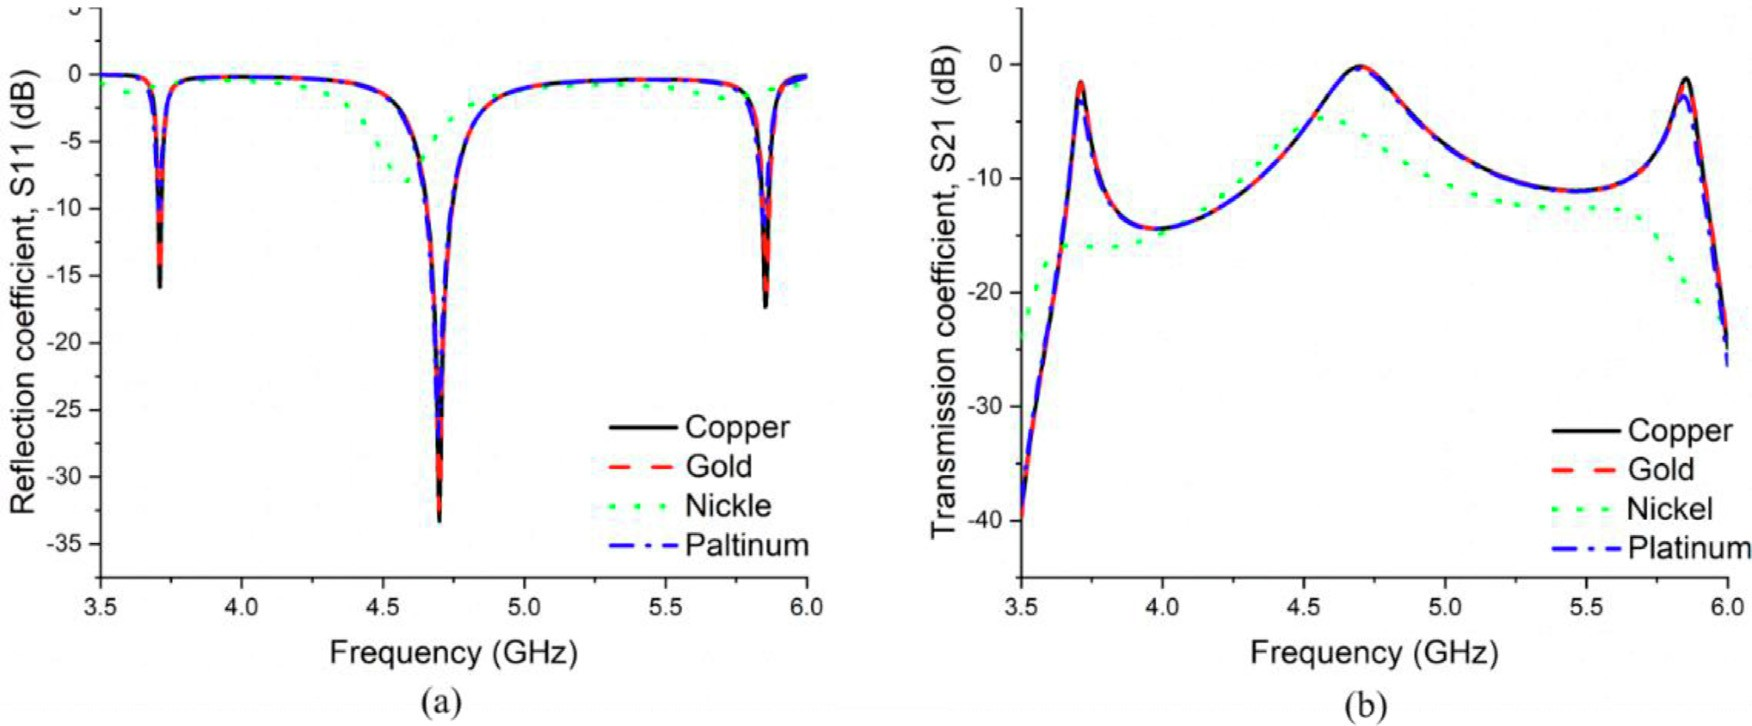 Reflection coefficient, S11 (dB)
5
0
-5
-10
-15
-20
-25
-30
-35
Copper
Gold
Nickle
Paltinum
3.5 4.0 4.5 5.0 5.5 6.0
Frequency (GHz)
(a)
Transmission coefficient, S21 (dB)
0
-10
-20
-30
-40
Copper
Gold
Nickel
Platinum
3.5 4.0 4.5 5.0 5.5 6.0
Frequency (GHz)
(b)